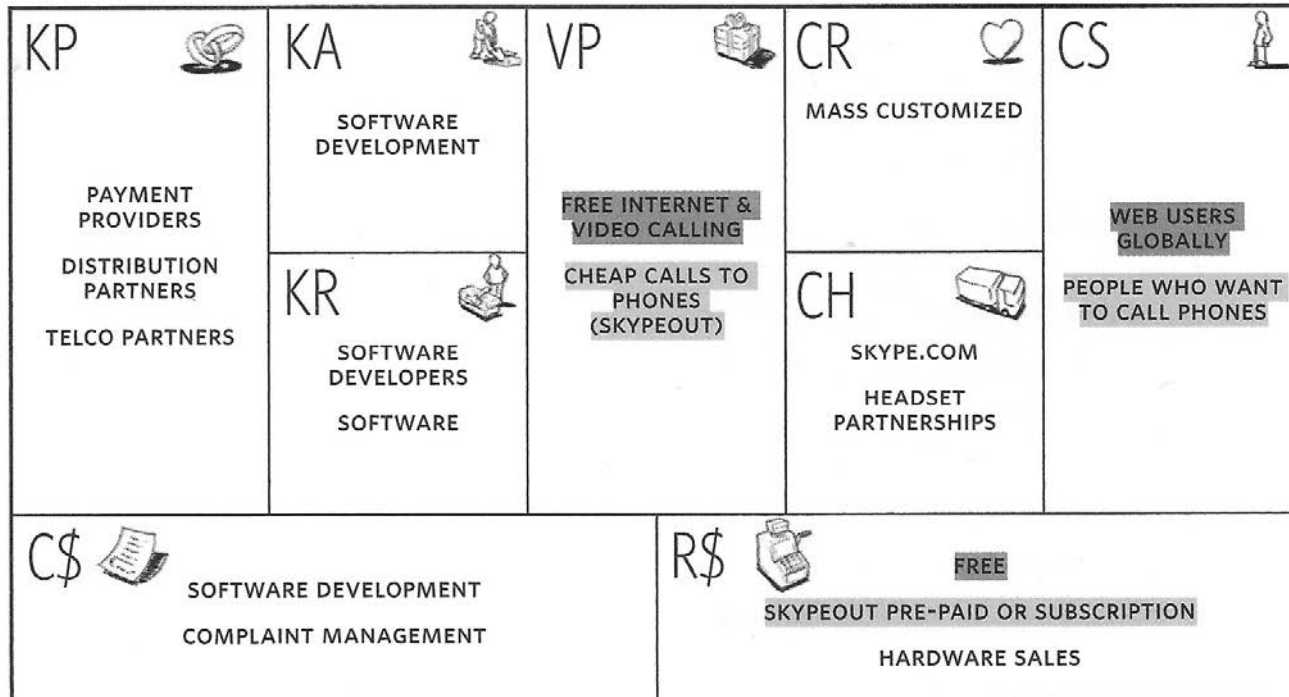 KP
PAYMENT
PROVIDERS
DISTRIBUTION
PARTNERS
TELCO PARTNERS
KA
SOFTWARE
DEVELOPMENT
KR
SOFTWARE
DEVELOPERS
SOFTWARE
VP
FREE INTERNET &
VIDEO CALLING
CHEAP CALLS TO
PHONES
(SKYPEOUT)
CR
MASS CUSTOMIZED
CH
SKYPE.COM
HEADSET
PARTNERSHIPS
CS
WEB USERS
GLOBALLY
PEOPLE WHO WANT
TO CALL PHONES
C$
SOFTWARE DEVELOPMENT
COMPLAINT MANAGEMENT
R$
FREE
SKYPEOUT PRE-PAID OR SUBSCRIPTION
HARDWARE SALES